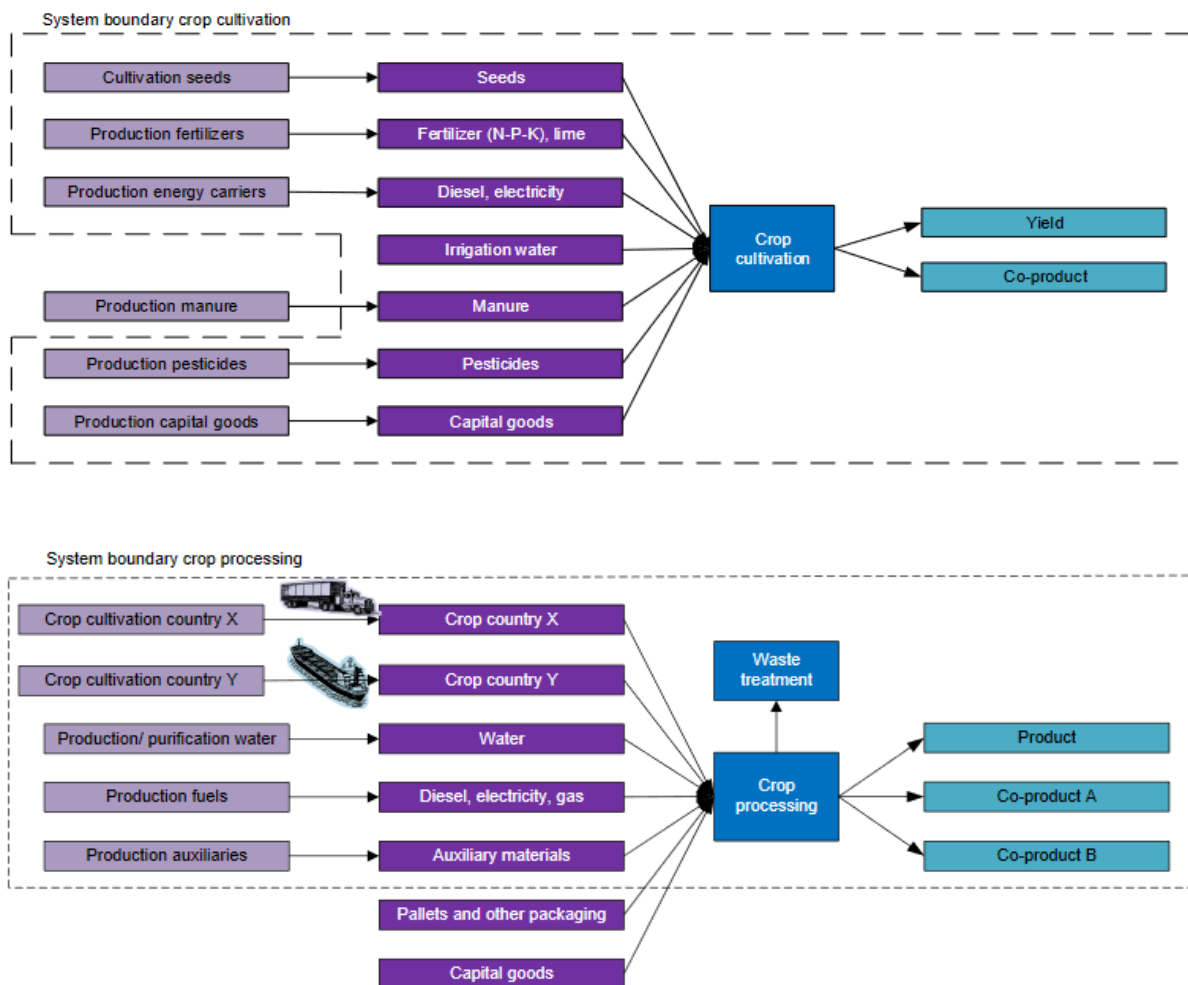 System boundary crop cultivation
Cultivation seeds
Seeds
Production fertilizers
Fertilizer (N-P-K), lime
Production energy carriers
Diesel, electricity
Irrigation water
Production manure
Manure
Production pesticides
Pesticides
Production capital goods
Capital goods
Crop
cultivation
Yield
Co-product
System boundary crop processing
Crop cultivation country X
Crop country X
Crop cultivation country Y
Crop country Y
Production/ purification water
Water
Production fuels
Diesel, electricity, gas
Production auxiliaries
Auxiliary materials
Pallets and other packaging
Capital goods
Waste
treatment
Crop
processing
Product
Co-product A
Co-product B